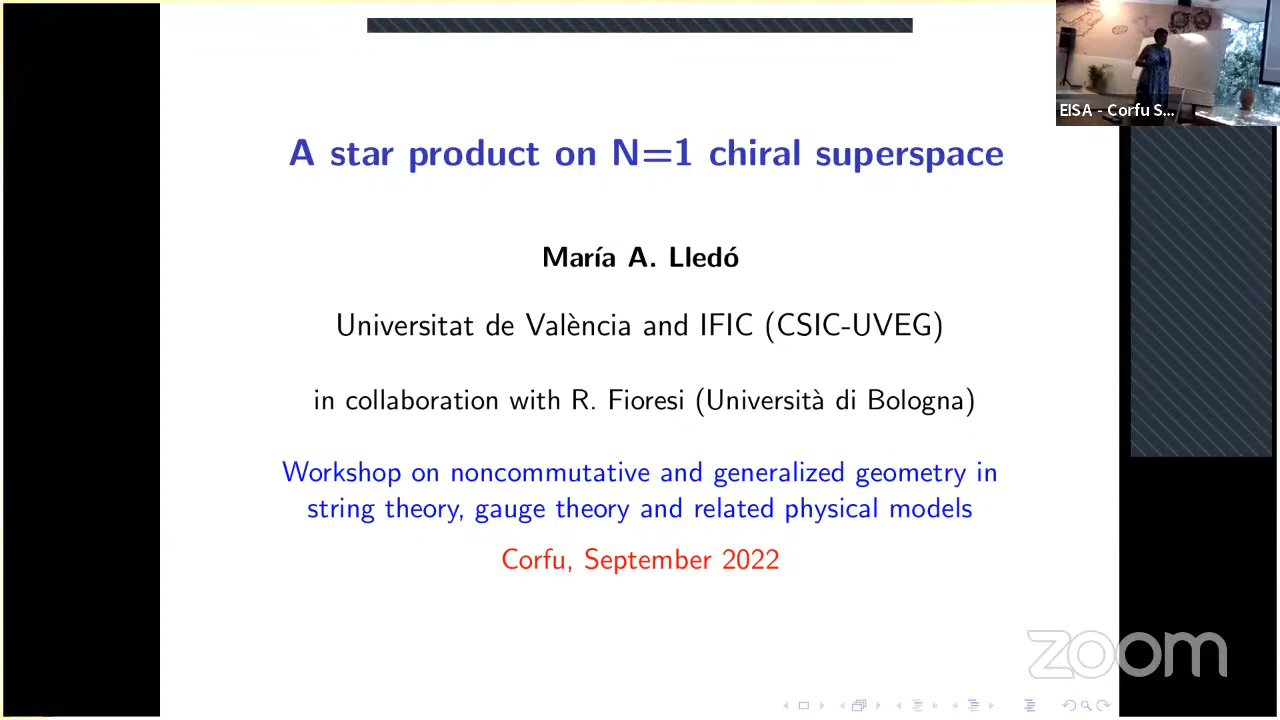 A star product on N=1 chiral superspace
María A. Lledó
Universitat de València and IFIC (CSIC-UVEG)
in collaboration with R. Fioresi (Università di Bologna)
Workshop on noncommutative and generalized geometry in
string theory, gauge theory and related physical models
Corfu, September 2022
EISA - Corfu S...
zoom